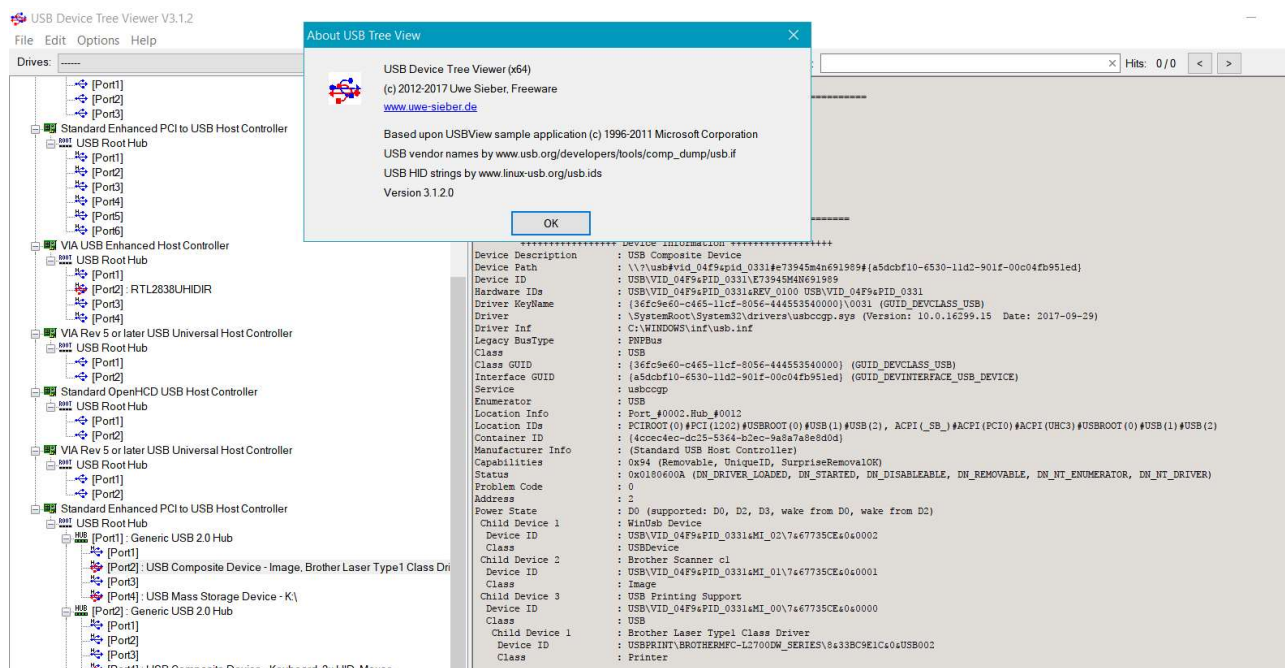 USB Device Tree Viewer V3.1.2
File Edit Options Help
Drives: ------
× Hits: 0/0 < >
[Port1]
[Port2]
[Port3]
Standard Enhanced PCI to USB Host Controller
USB Root Hub
[Port1]
[Port2]
[Port3]
[Port4]
[Port5]
[Port6]
VIA USB Enhanced Host Controller
USB Root Hub
[Port1]
[Port2] : RTL2838UHIDIR
[Port3]
[Port4]
VIA Rev 5 or later USB Universal Host Controller
USB Root Hub
[Port1]
[Port2]
Standard OpenHCD USB Host Controller
USB Root Hub
[Port1]
[Port2]
VIA Rev 5 or later USB Universal Host Controller
USB Root Hub
[Port1]
[Port2]
Standard Enhanced PCI to USB Host Controller
USB Root Hub
[Port1] : Generic USB 2.0 Hub
[Port1]
[Port2] : USB Composite Device - Image, Brother Laser Type1 Class Dri
[Port3]
[Port4] : USB Mass Storage Device - K:\
[Port2] : Generic USB 2.0 Hub
[Port1]
[Port2]
[Port3]
About USB Tree View
USB Device Tree Viewer (x64)
(c) 2012-2017 Uwe Sieber, Freeware
www.uwe-sieber.de
Based upon USBView sample application (c) 1996-2011 Microsoft Corporation
USB vendor names by www.usb.org/developers/tools/comp_dump/usb.if
USB HID strings by www.linux-usb.org/usb.ids
Version 3.1.2.0
OK
++++++++++++++++ Device Information ++++++++++++++++++
Device Description : USB Composite Device
Device Path : \\?\usb#vid_04f9&pid_0331#e73945m4n691989#{a5dcbf10-6530-11d2-901f-00c04fb951ed}
Device ID : USB\VID_04F9&PID_0331\E73945M4N691989
Hardware IDs : USB\VID_04F9&PID_0331&REV_0100 USB\VID_04F9&PID_0331
Driver KeyName : {36fc9e60-c465-11cf-8056-444553540000}\0031 (GUID_DEVCLASS_USB)
Driver : \SystemRoot\System32\drivers\usbccgp.sys (Version: 10.0.16299.15 Date: 2017-09-29)
Driver Inf : C:\WINDOWS\inf\usb.inf
Legacy BusType : PNPBus
Class : USB
Class GUID : {36fc9e60-c465-11cf-8056-444553540000} (GUID_DEVCLASS_USB)
Interface GUID : {a5dcbf10-6530-11d2-901f-00c04fb951ed} (GUID_DEVINTERFACE_USB_DEVICE)
Service : usbccgp
Enumerator : USB
Location Info : Port_#0002.Hub_#0012
Location IDs : PCIROOT(0)#PCI(1202)#USBROOT(0)#USB(1)#USB(2), ACPI(_SB_)#ACPI(PCI0)#ACPI(UHC3)#USBROOT(0)#USB(1)#USB(2)
Container ID : {4ccec4ec-dc25-5364-b2ec-9a8a7a8e8d0d}
Manufacturer Info : (Standard USB Host Controller)
Capabilities : 0x94 (Removable, UniqueID, SurpriseRemovalOK)
Status : 0x0180600A (DN_DRIVER_LOADED, DN_STARTED, DN_DISABLEABLE, DN_REMOVABLE, DN_NT_ENUMERATOR, DN_NT_DRIVER)
Problem Code : 0
Address : 2
Power State : D0 (supported: D0, D2, D3, wake from D0, wake from D2)
Child Device 1 : WinUsb Device
Device ID : USB\VID_04F9&PID_0331&MI_02\7&67735CE&0&0002
Class : USBDevice
Child Device 2 : Brother Scanner cl
Device ID : USB\VID_04F9&PID_0331&MI_01\7&67735CE&0&0001
Class : Image
Child Device 3 : USB Printing Support
Device ID : USB\VID_04F9&PID_0331&MI_00\7&67735CE&0&0000
Class : USB
Child Device 1 : Brother Laser Type1 Class Driver
Device ID : USBPRINT\BROTHERMFC-L2700DW_SERIES\8&33BC9E1C&0&USB002
Class : Printer